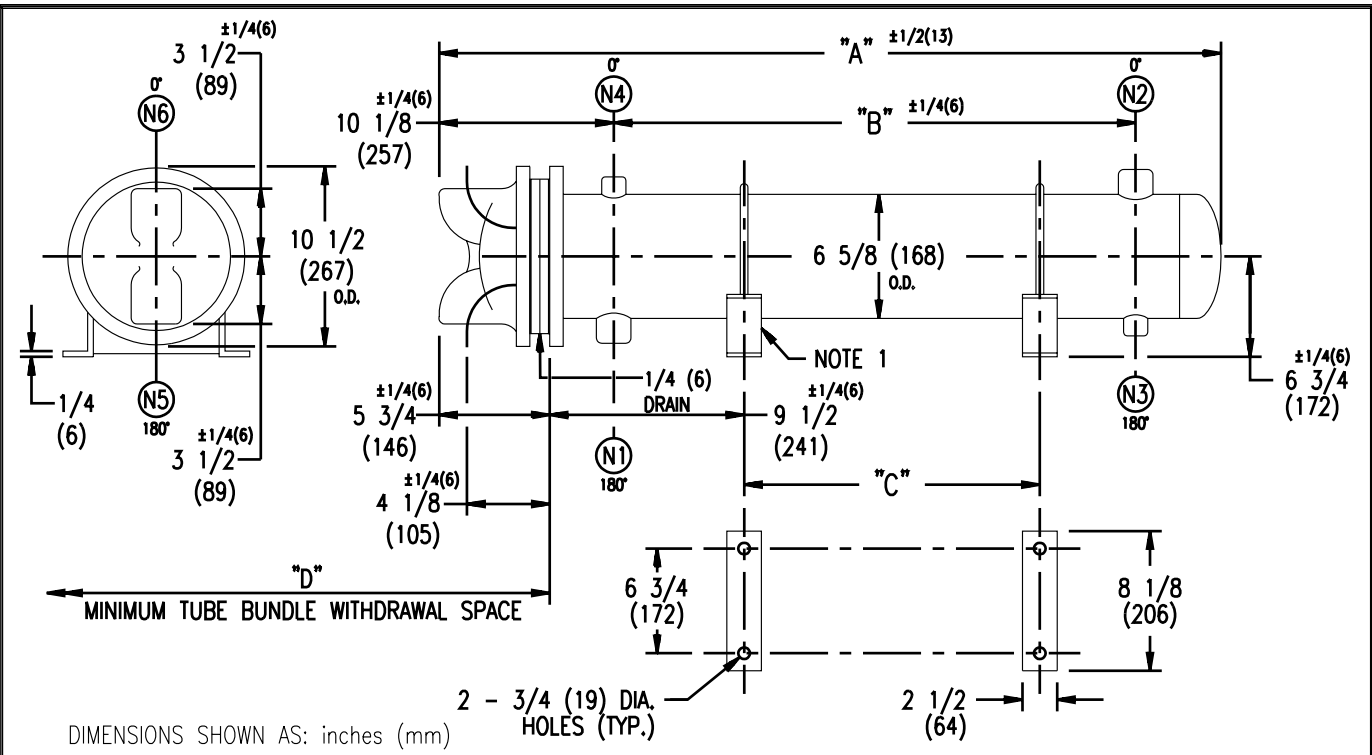 ±1/4(6)
3 1/2
(89)
0°
N6
10 1/2
(267)
O.D.
1/4
(6)
N5
180°
±1/4(6)
3 1/2
(89)
"A" ±1/2(13)
0°
N4
0°
N2
±1/4(6)
10 1/8
(257)
"B" ±1/4(6)
6 5/8 (168)
O.D.
NOTE 1
1/4 (6)
DRAIN
±1/4(6)
5 3/4
(146)
±1/4(6)
9 1/2
(241)
N1
180°
±1/4(6)
4 1/8
(105)
N3
180°
±1/4(6)
6 3/4
(172)
"C"
"D"
MINIMUM TUBE BUNDLE WITHDRAWAL SPACE
6 3/4
(172)
8 1/8
(206)
2 - 3/4 (19) DIA.
HOLES (TYP.)
2 1/2
(64)
DIMENSIONS SHOWN AS: inches (mm)